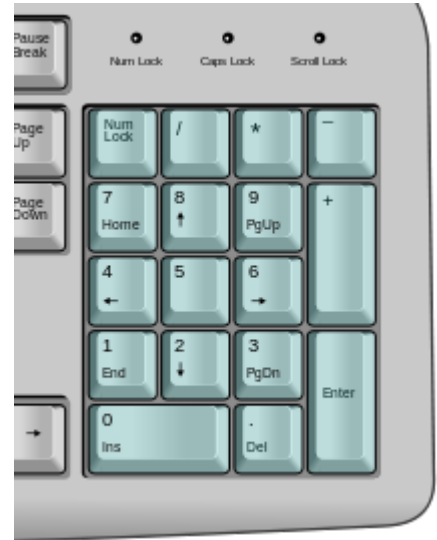 Pause
Break
Num Lock Caps Lock Scroll Lock
Page
Up
Num
Lock
/
*
–
Page
Down
7
Home
8
↑
9
PgUp
+
4
←
5
6
→
1
End
2
↓
3
PgDn
Enter
→
0
Ins
.
Del